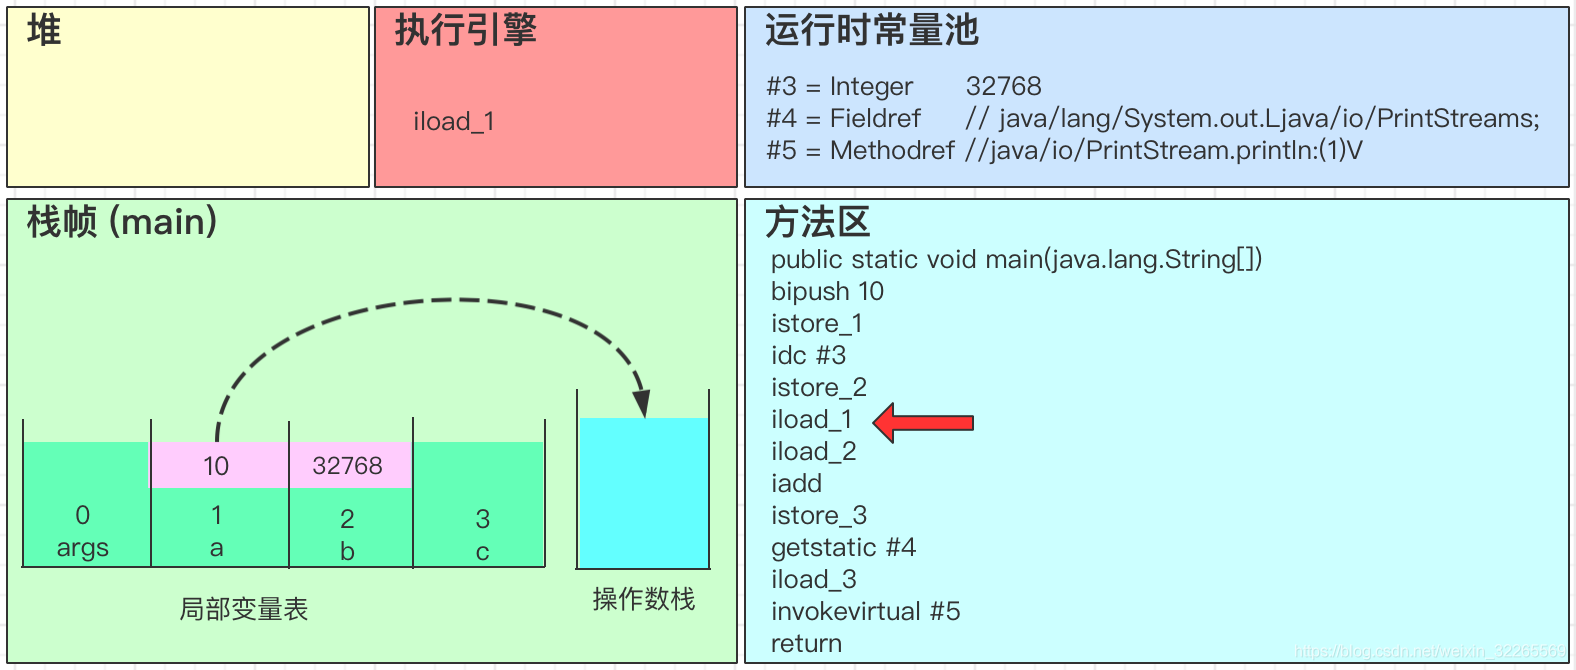 堆
执行引擎
iload_1
运行时常量池
#3 = Integer 32768
#4 = Fieldref // java/lang/System.out.Ljava/io/PrintStreams;
#5 = Methodref //java/io/PrintStream.println:(1)V
栈帧 (main)
10 32768
0 1 2 3
args a b c
局部变量表
操作数栈
方法区
public static void main(java.lang.String[])
bipush 10
istore_1
idc #3
istore_2
iload_1
iload_2
iadd
istore_3
getstatic #4
iload_3
invokevirtual #5
return
https://blog.csdn.net/weixin_32265569